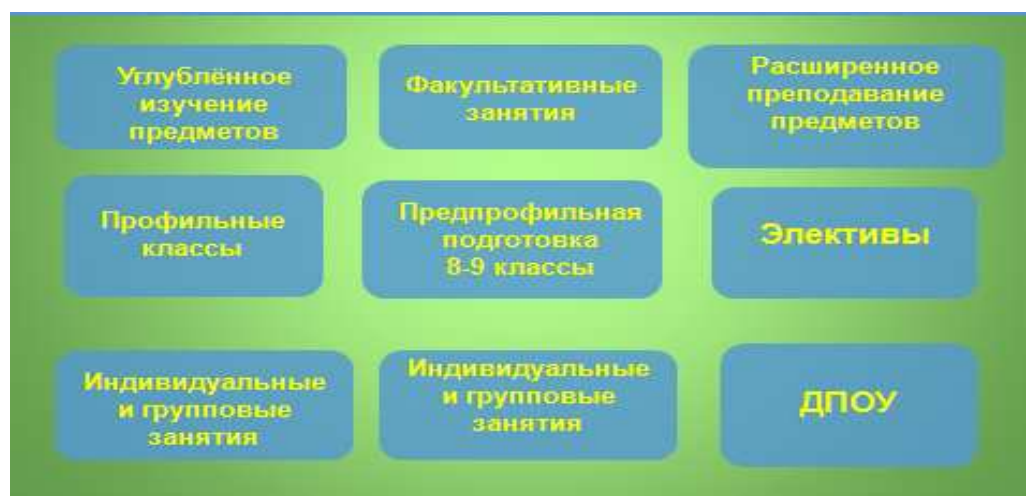 Углублённое
изучение
предметов
Факультативные
занятия
Расширенное
преподавание
предметов
Профильные
классы
Предпрофильная
подготовка
8-9 классы
Элективы
Индивидуальные
и групповые
занятия
Индивидуальные
и групповые
занятия
ДПОУ